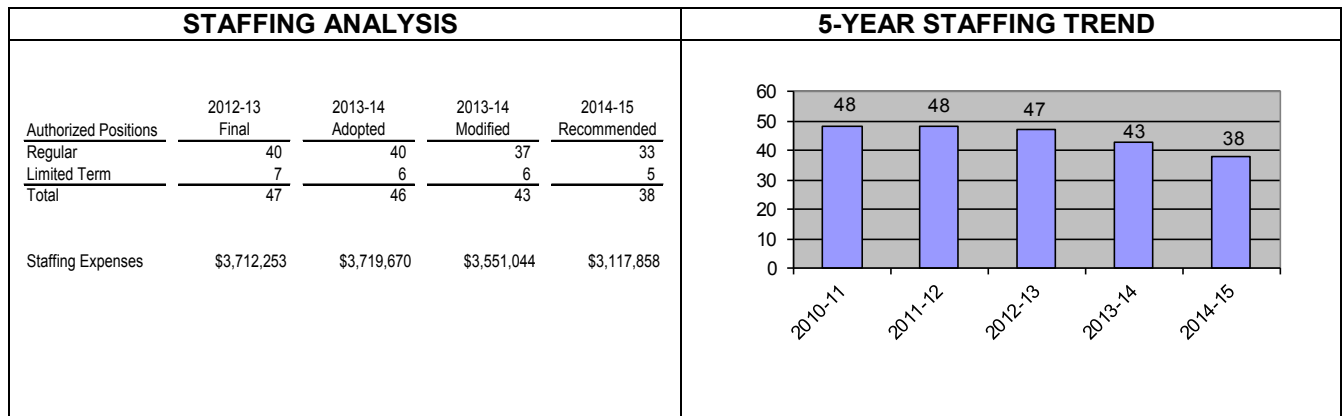 STAFFING ANALYSIS
2012-13 2013-14 2013-14 2014-15
Authorized Positions Final Adopted Modified Recommended
Regular 40 40 37 33
Limited Term 7 6 6 5
Total 47 46 43 38
Staffing Expenses $3,712,253 $3,719,670 $3,551,044 $3,117,858
5-YEAR STAFFING TREND
60
50
40
30
20
10
0
48 48 47 43 38
2010-11 2011-12 2012-13 2013-14 2014-15